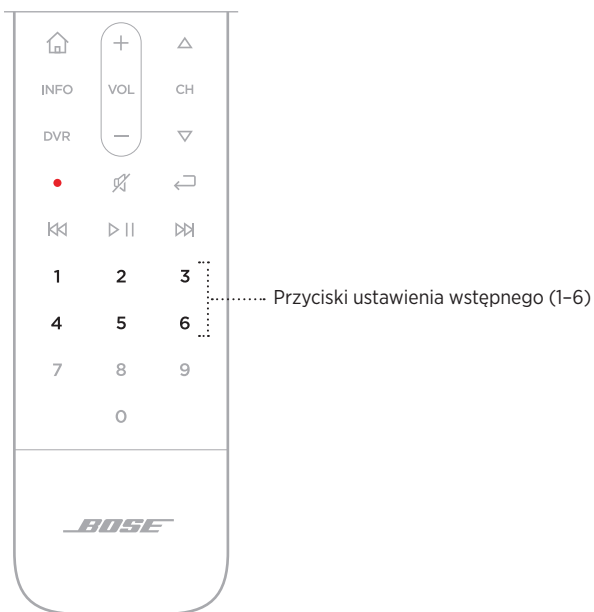 INFO VOL CH
DVR
1 2 3
Przyciski ustawienia wstępnego (1–6)
4 5 6
7 8 9
0
BOSE